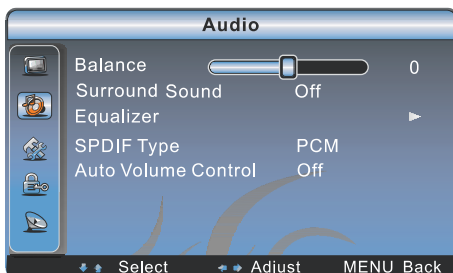 Audio
Balance 0
Surround Sound Off
Equalizer
SPDIF Type PCM
Auto Volume Control Off
Select Adjust MENU Back